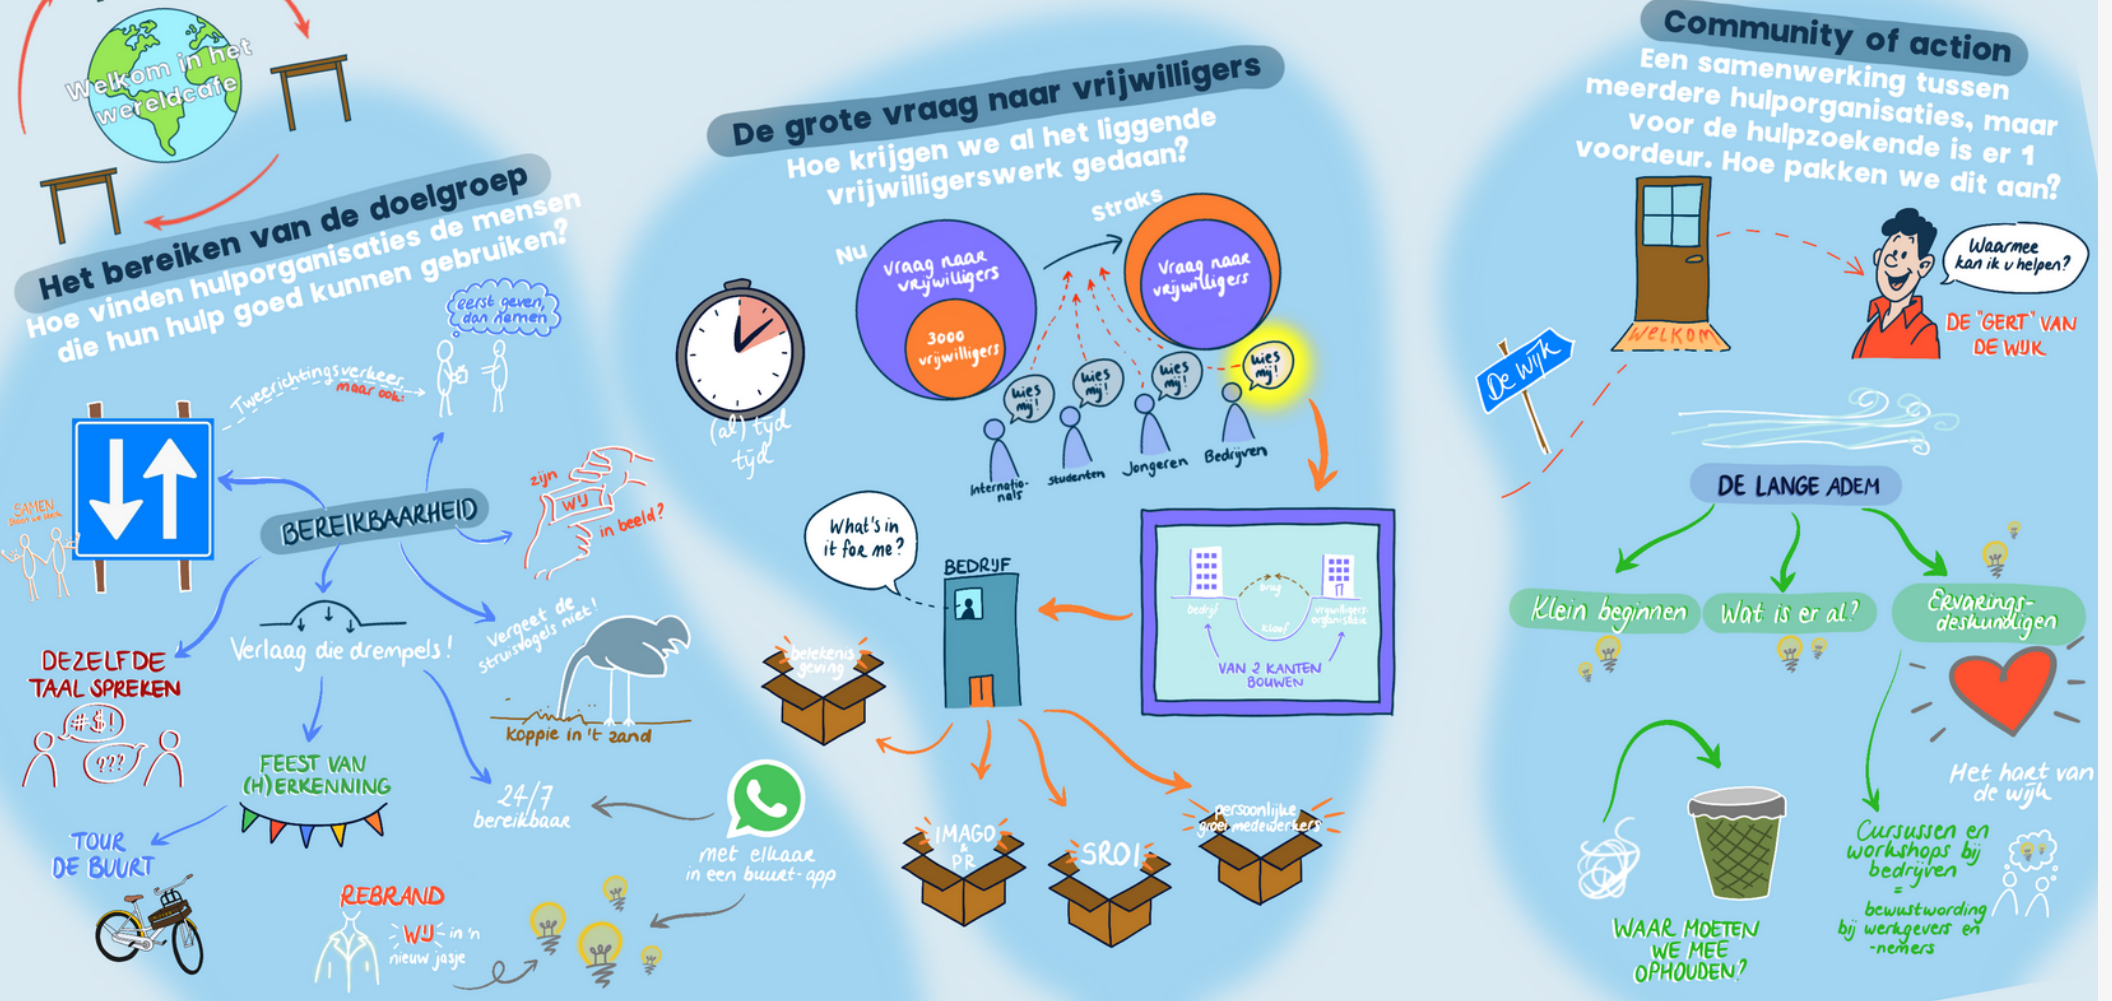 Welkom in het
wereldcafe
Het bereiken van de doelgroep
Hoe vinden hulporganisaties de mensen
die hun hulp goed kunnen gebruiken?
eerst geven,
dan nemen
Tweerichtingsverkeer,
maar ook:
SAMEN
BEREIKBAARHEID
zijn
WIJ
in beeld?
Verlaag die drempels!
Vergeet de
struisvogels niet!
koppie in 't zand
DEZELFDE
TAAL SPREKEN
#$!
???
FEEST VAN
(H)ERKENNING
24/7
bereikbaar
met elkaar
in een buurt-app
TOUR
DE BUURT
REBRAND
WIJ in 'n
nieuw jasje
De grote vraag naar vrijwilligers
Hoe krijgen we al het liggende
vrijwilligerswerk gedaan?
Nu
Vraag naar
vrijwilligers
3000
vrijwilligers
straks
Vraag naar
vrijwilligers
(al) tijd
tijd
kies
mij!
kies
mij!
kies
mij!
kies
mij!
Internatio-
nals
Studenten
Jongeren
Bedrijven
What's in
it for me?
BEDRIJF
bedrijf
brug
kloof
vrijwilligers-
organisatie
VAN 2 KANTEN
BOUWEN
betekenis
geving
IMAGO
&
PR
SROI
persoonlijke
groei medewerkers
Community of action
Een samenwerking tussen
meerdere hulporganisaties, maar
voor de hulpzoekende is er 1
voordeur. Hoe pakken we dit aan?
WELKOM
Waarmee
kan ik u helpen?
DE "GERT" VAN
DE WIJK
De Wijk
DE LANGE ADEM
Klein beginnen
Wat is er al?
Ervarings-
deskundigen
Het hart van
de wijk
WAAR MOETEN
WE MEE
OPHOUDEN?
Cursussen en
workshops bij
bedrijven
=
bewustwording
bij werkgevers en
-nemers